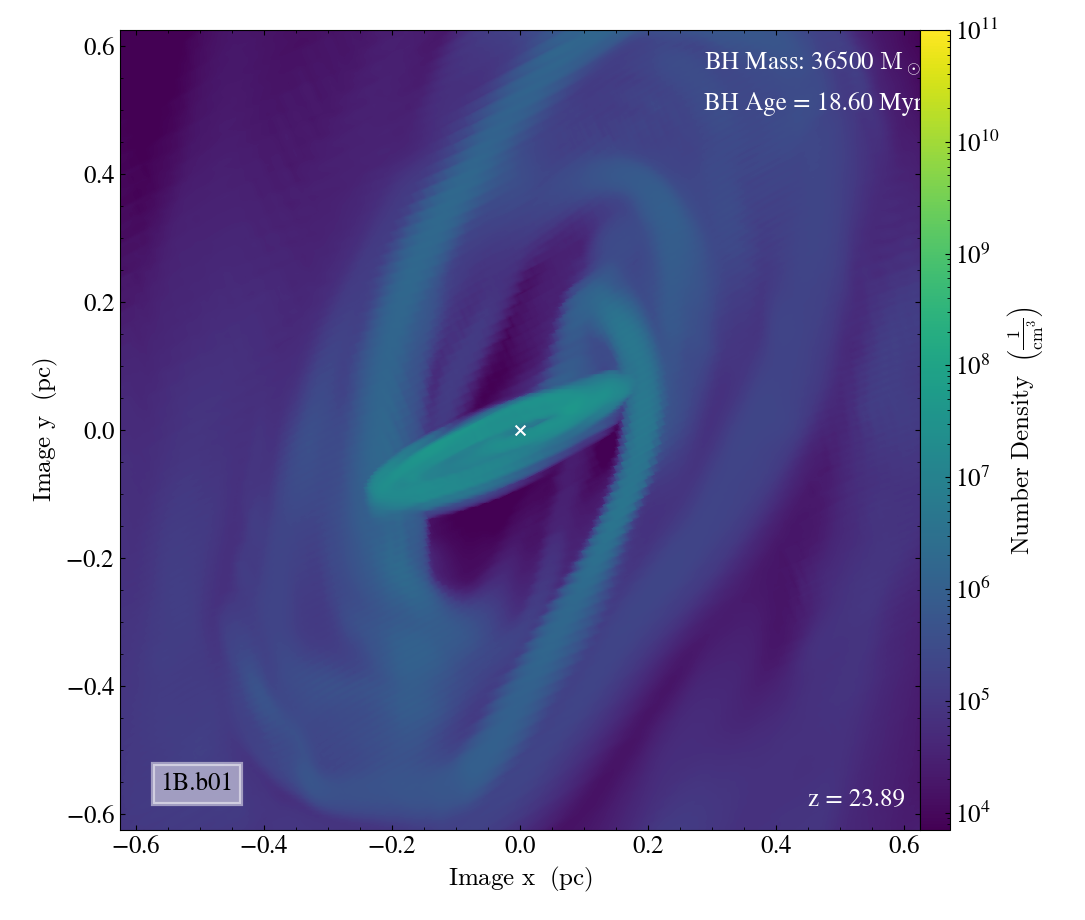 BH Mass: 36500 M⊙
BH Age = 18.60 Myr
1B.b01
z = 23.89
0.6
0.4
0.2
0.0
−0.2
−0.4
−0.6
Image y (pc)
−0.6 −0.4 −0.2 0.0 0.2 0.4 0.6
Image x (pc)
10¹¹
10¹⁰
10⁹
10⁸
10⁷
10⁶
10⁵
10⁴
Number Density (1/cm³)